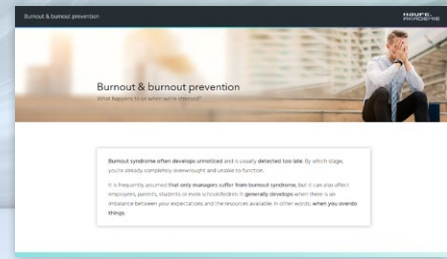 Burnout & burnout prevention
HAUFE.
AKADEMIE
Burnout & burnout prevention
What happens to us when we're stressed?
Burnout syndrome often develops unnoticed and is usually detected too late. By which stage,
you're already completely overwrought and unable to function.
It is frequently assumed that only managers suffer from burnout syndrome, but it can also affect
employees, parents, students or even schoolchildren. It generally develops when there is an
imbalance between your expectations and the resources available. In other words, when you overdo
things.